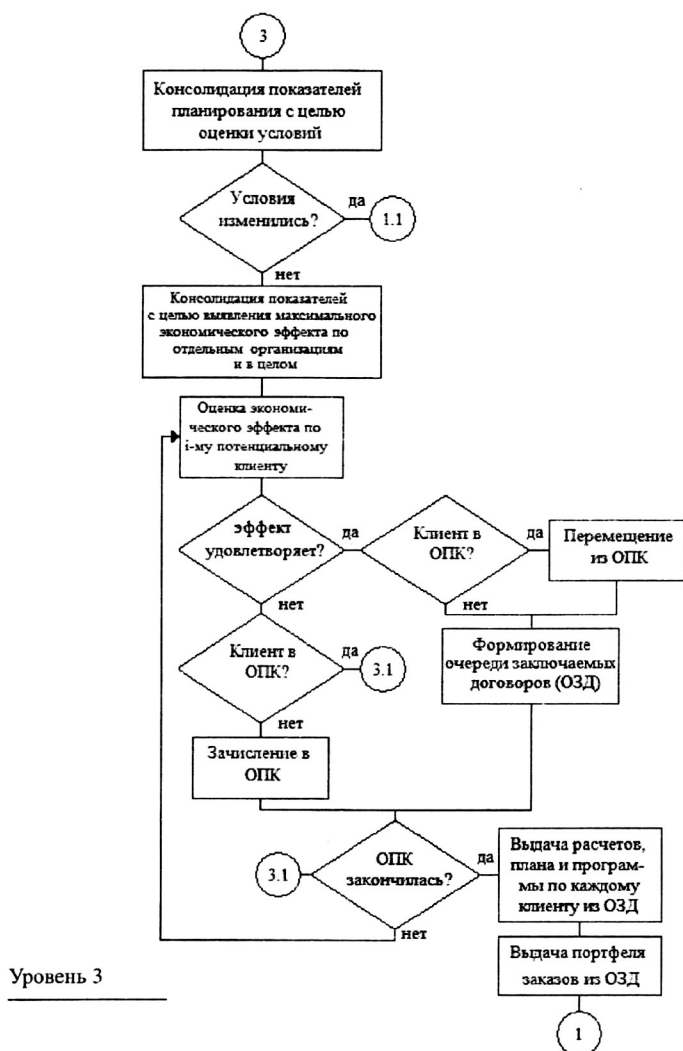 3
Консолидация показателей
планирования с целью
оценки условий
Условия
изменились?
да
1.1
нет
Консолидация показателей
с целью выявления максимального
экономического эффекта по
отдельным организациям
и в целом
Оценка экономи-
ческого эффекта по
i-му потенциальному
клиенту
эффект
удовлетворяет?
да
Клиент в
ОПК?
да
Перемещение
из ОПК
нет
нет
Клиент в
ОПК?
да
3.1
Формирование
очереди заключаемых
договоров (ОЗД)
нет
Зачисление в
ОПК
3.1
ОПК
закончилась?
да
Выдача расчетов,
плана и програм-
мы по каждому
клиенту из ОЗД
нет
Выдача портфеля
заказов из ОЗД
Уровень 3
1